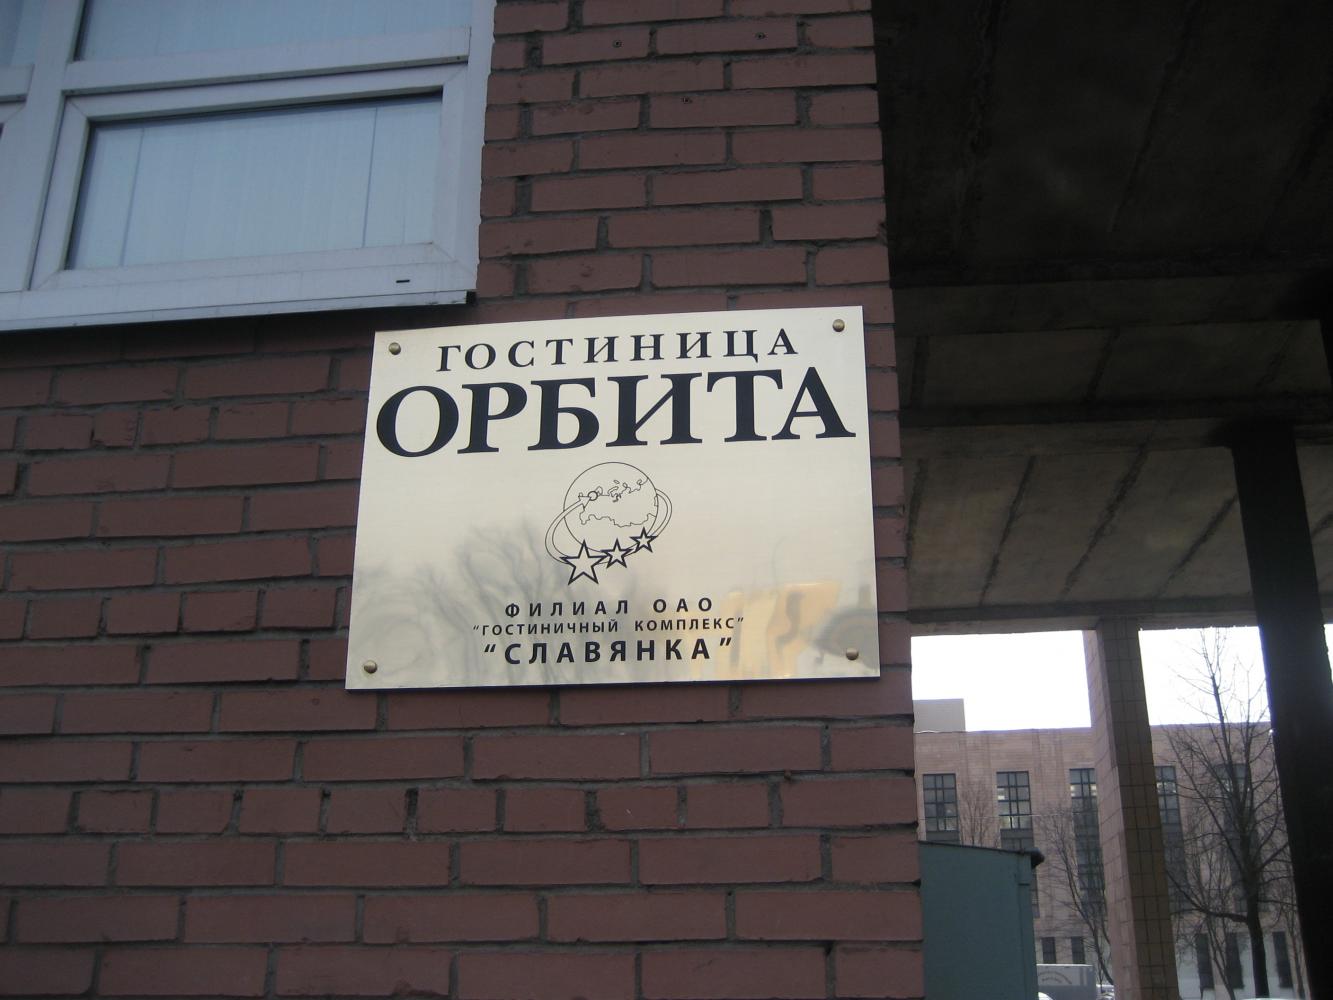 ГОСТИНИЦА
ОРБИТА
ФИЛИАЛ ОАО
"ГОСТИНИЧНЫЙ КОМПЛЕКС"
"СЛАВЯНКА"